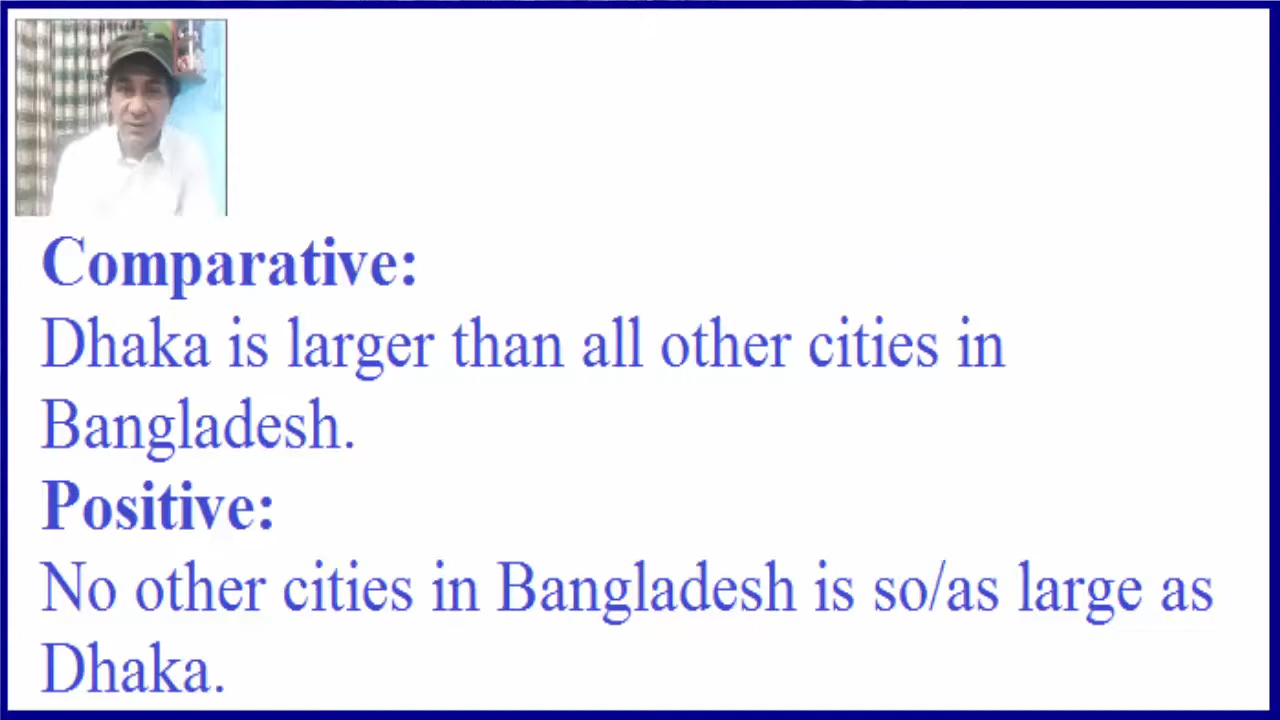 Comparative:
Dhaka is larger than all other cities in
Bangladesh.
Positive:
No other cities in Bangladesh is so/as large as
Dhaka.